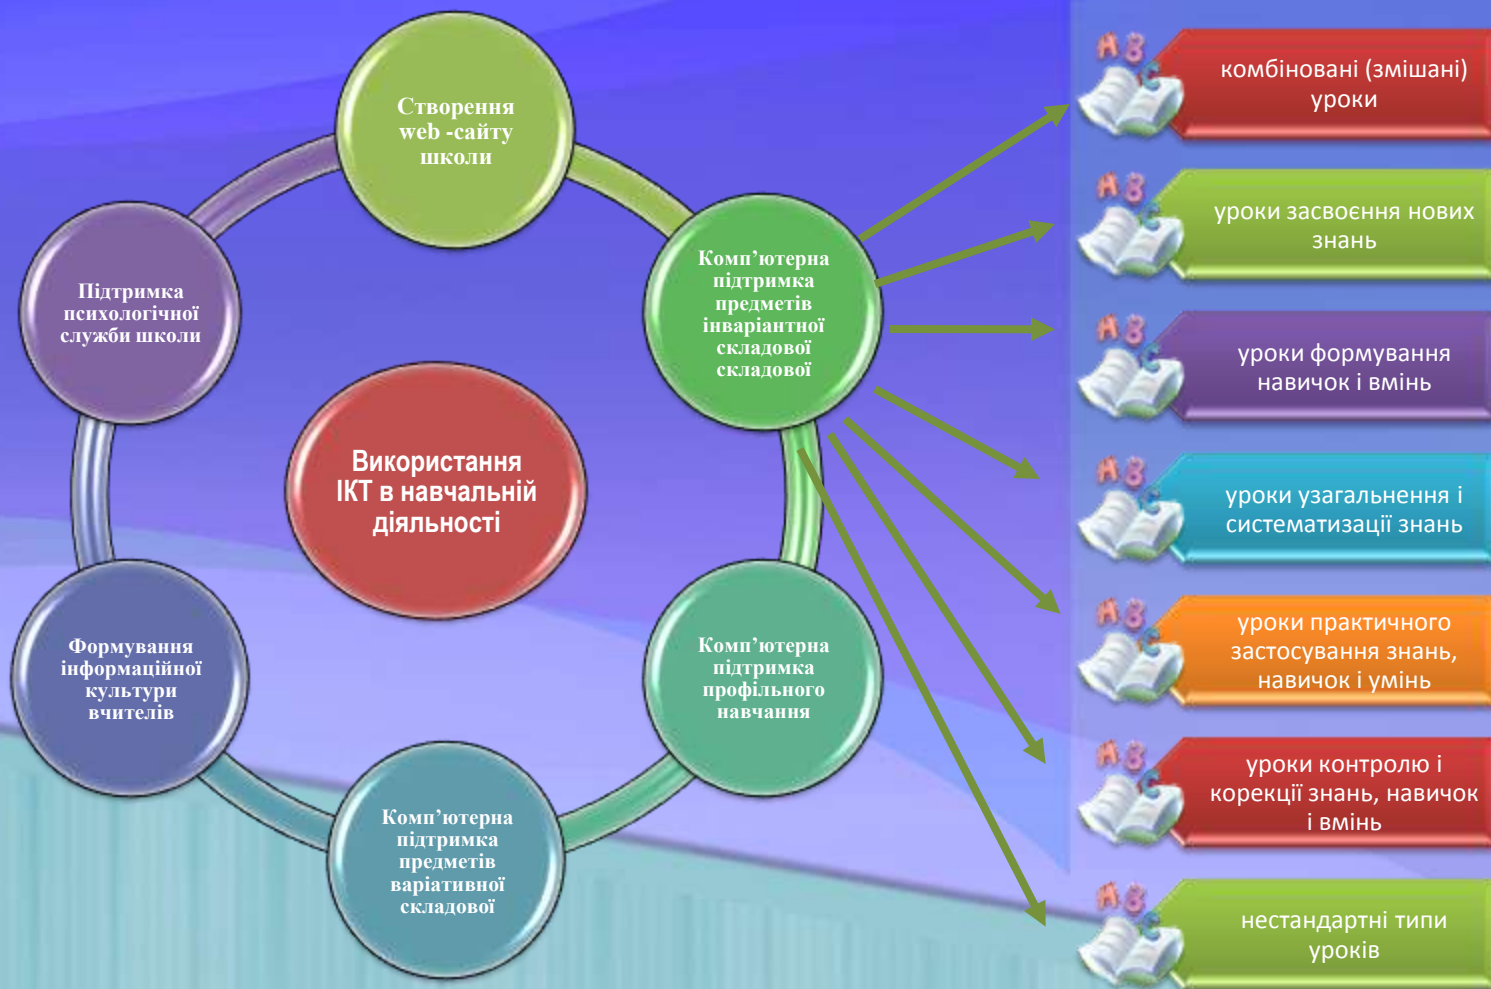 Створення
web -сайту
школи
Комп’ютерна
підтримка
предметів
інваріантної
складової
складової
Комп’ютерна
підтримка
профільного
навчання
Комп’ютерна
підтримка
предметів
варіативної
складової
Формування
інформаційної
культури
вчителів
Підтримка
психологічної
служби школи
Використання
ІКТ в навчальній
діяльності
комбіновані (змішані)
уроки
уроки засвоєння нових
знань
уроки формування
навичок і вмінь
уроки узагальнення і
систематизації знань
уроки практичного
застосування знань,
навичок і умінь
уроки контролю і
корекції знань, навичок
і вмінь
нестандартні типи
уроків